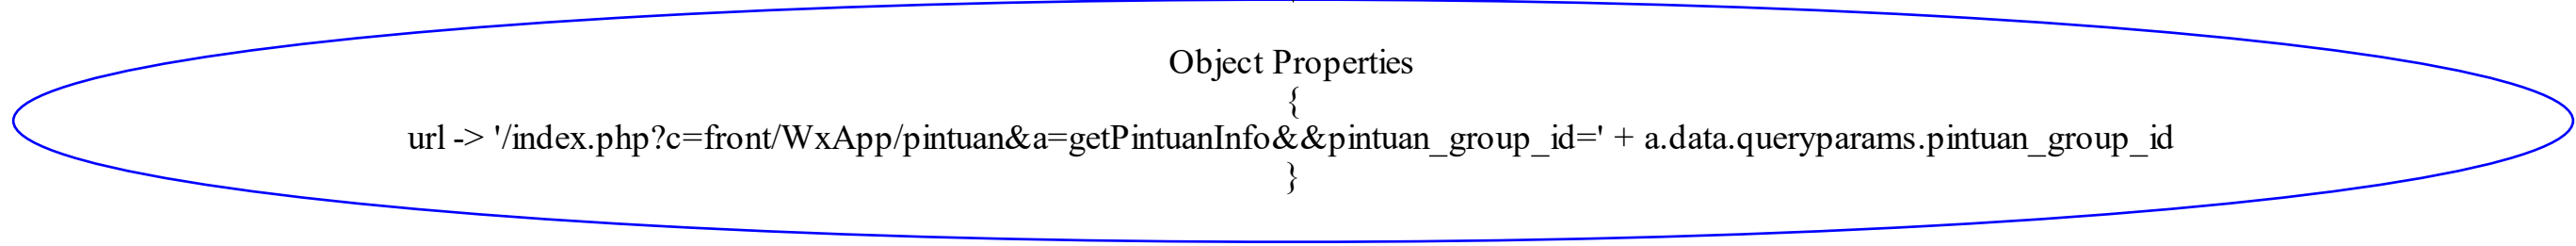 Object Properties
{
url -> '/index.php?c=front/WxApp/pintuan&a=getPintuanInfo&&pintuan_group_id=' + a.data.queryparams.pintuan_group_id
}